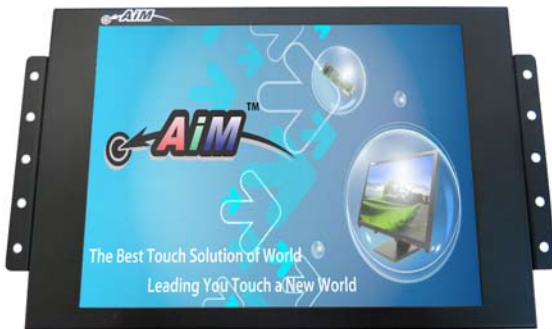 AiM
AiM™
The Best Touch Solution of World
Leading You Touch a New World